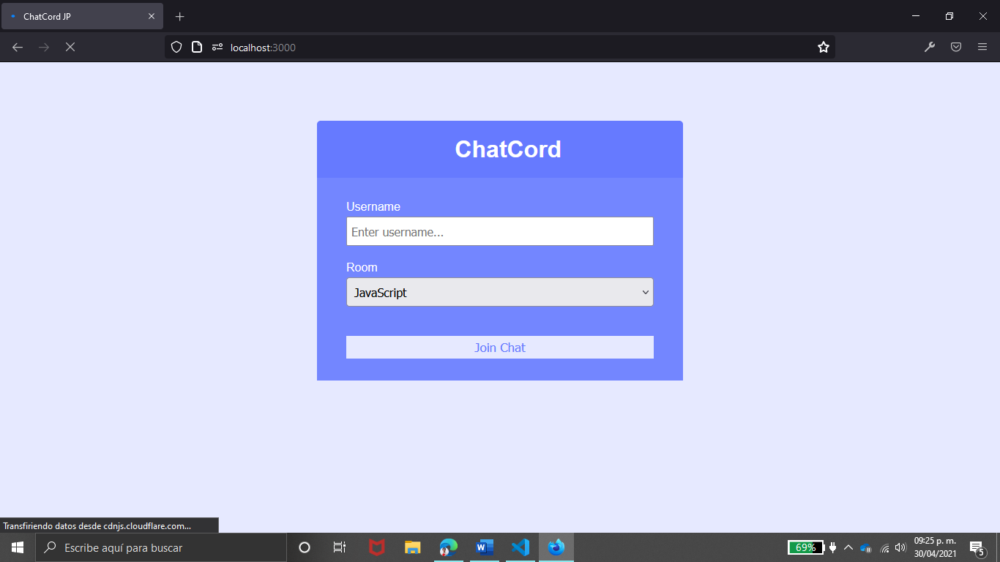 ChatCord JP
localhost:3000
ChatCord
Username
Enter username...
Room
JavaScript
Join Chat
Transfiriendo datos desde cdnjs.cloudflare.com...
Escribe aquí para buscar
69%
09:25 p. m.
30/04/2021
5